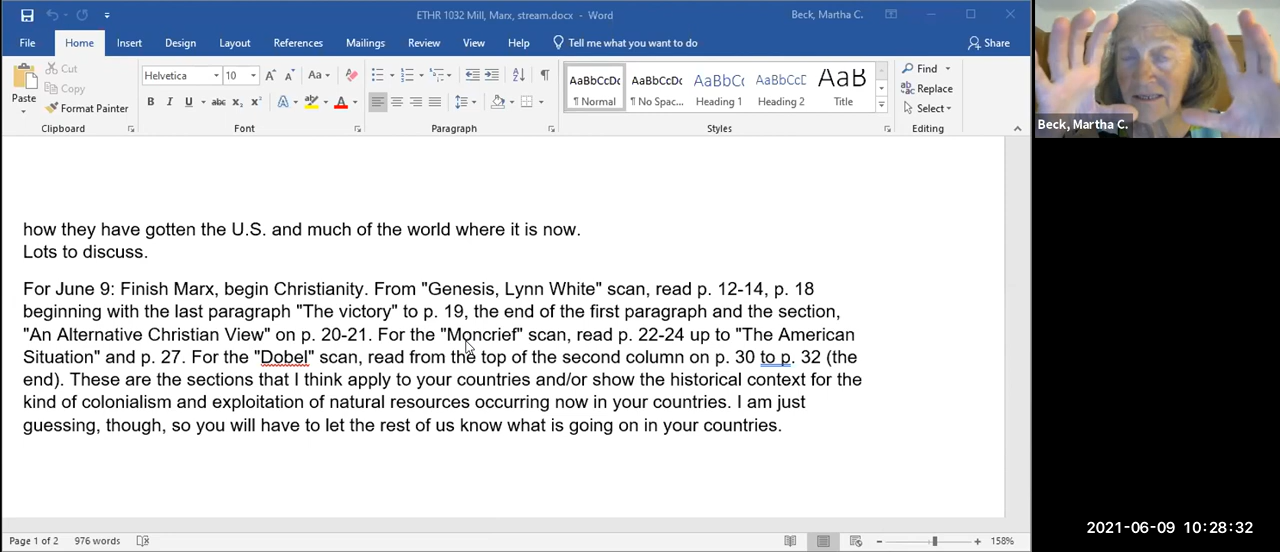 ETHR 1032 Mill, Marx, stream.docx - Word
Beck, Martha C.
File Home Insert Design Layout References Mailings Review View Help Tell me what you want to do Share
Paste
Cut
Copy
Format Painter
Clipboard
Helvetica 10
Font
Paragraph
AaBbCcDc AaBbCcDc AaBbCc AaBbCcD AaB
¶ Normal ¶ No Spac... Heading 1 Heading 2 Title
Styles
Find
Replace
Select
Editing
Beck, Martha C.
how they have gotten the U.S. and much of the world where it is now.
Lots to discuss.
For June 9: Finish Marx, begin Christianity. From "Genesis, Lynn White" scan, read p. 12-14, p. 18
beginning with the last paragraph "The victory" to p. 19, the end of the first paragraph and the section,
"An Alternative Christian View" on p. 20-21. For the "Moncrief" scan, read p. 22-24 up to "The American
Situation" and p. 27. For the "Dobel" scan, read from the top of the second column on p. 30 to p. 32 (the
end). These are the sections that I think apply to your countries and/or show the historical context for the
kind of colonialism and exploitation of natural resources occurring now in your countries. I am just
guessing, though, so you will have to let the rest of us know what is going on in your countries.
Page 1 of 2 976 words
158%
2021-06-09 10:28:32